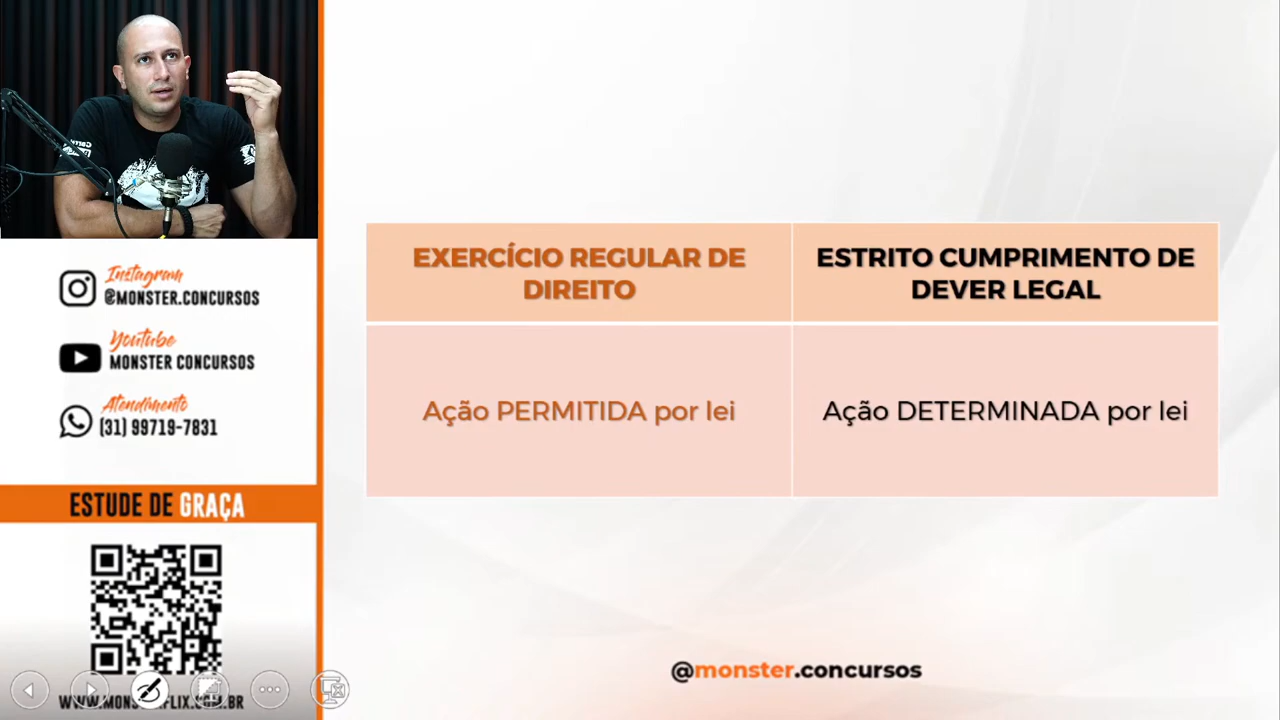 Instagram
@MONSTER.CONCURSOS
Youtube
MONSTER CONCURSOS
Atendimento
(31) 99719-7831
ESTUDE DE GRAÇA
EXERCÍCIO REGULAR DE
DIREITO
ESTRITO CUMPRIMENTO DE
DEVER LEGAL
Ação PERMITIDA por lei
Ação DETERMINADA por lei
@monster.concursos